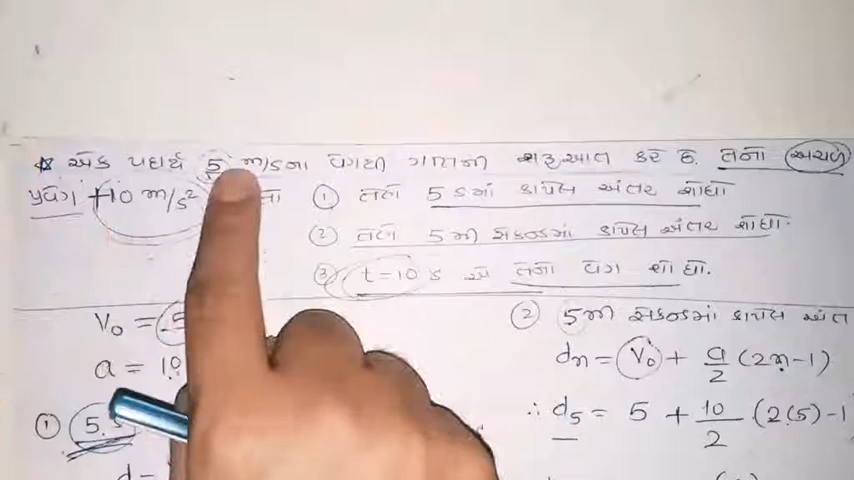 * એક પદાર્થ 5 m/s ના વેગથી ગતિની શરૂઆત કરે છે. તેનો અચળ
પ્રવેગ +10 m/s² ① તેણે 5 s માં કાપેલ અંતર શોધો
② તેણે 5 મી સેકન્ડમાં કાપેલ અંતર શોધો.
③ t=10 s એ તેનો વેગ શોધો.
V₀ = 5
a = 10
①
② 5 મી સેકન્ડમાં કાપેલ અંત
dn = V₀ + a/2 (2n-1)
∴ d₅ = 5 + 10/2 (2(5)-1
d =